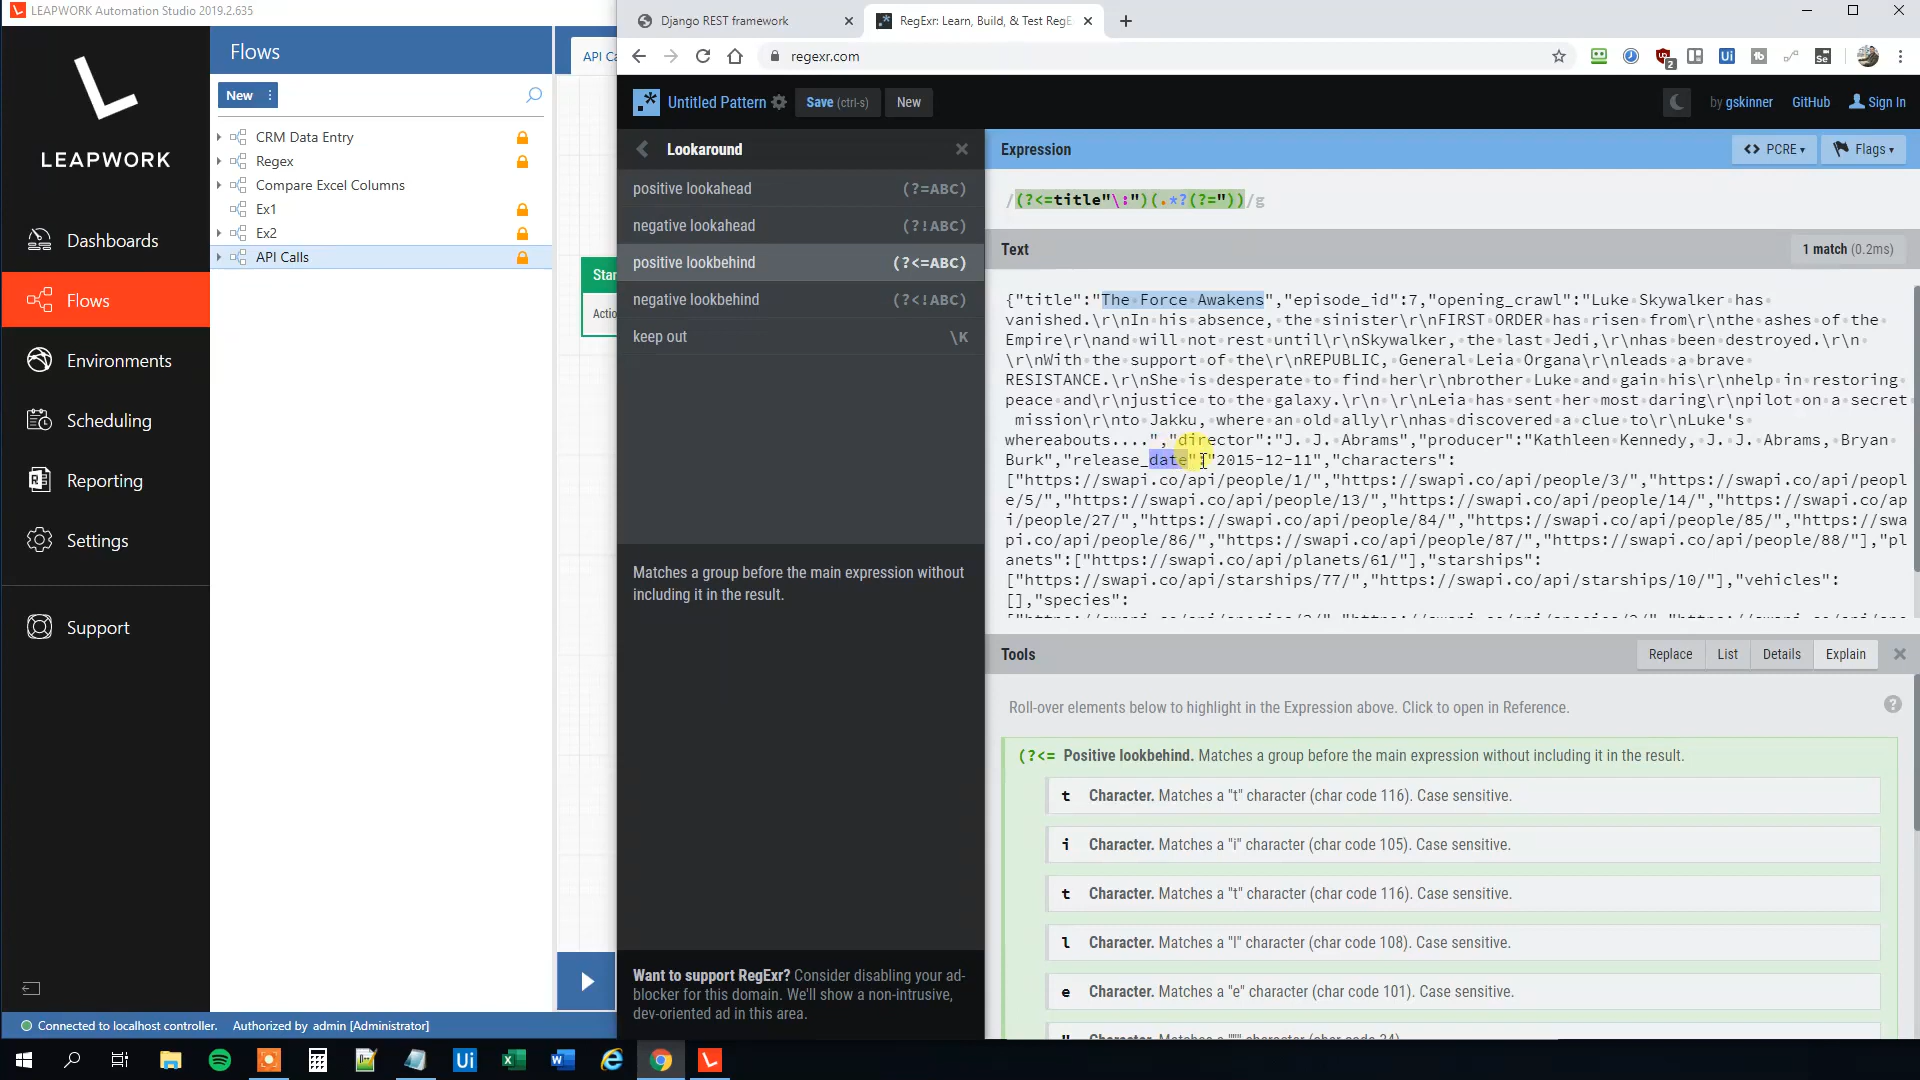 LEAPWORK Automation Studio 2019.2.635
LEAPWORK
Dashboards
Flows
Environments
Scheduling
Reporting
Settings
Support
Flows
New
CRM Data Entry
Regex
Compare Excel Columns
Ex1
Ex2
API Calls
API Ca
Star
Actio
Connected to localhost controller. Authorized by admin [Administrator]
Django REST framework
RegExr: Learn, Build, & Test RegE
regexr.com
Untitled Pattern
Save (ctrl-s)
New
by gskinner
GitHub
Sign In
Lookaround
positive lookahead (?=ABC)
negative lookahead (?!ABC)
positive lookbehind (?<=ABC)
negative lookbehind (?<!ABC)
keep out \K
Matches a group before the main expression without
including it in the result.
Want to support RegExr? Consider disabling your ad-
blocker for this domain. We'll show a non-intrusive,
dev-oriented ad in this area.
Expression
<> PCRE
Flags
/(?<=title"\:")(.*?(?="))/g
Text
1 match (0.2ms)
{"title":"The Force Awakens","episode_id":7,"opening_crawl":"Luke Skywalker has
vanished.\r\nIn his absence, the sinister\r\nFIRST ORDER has risen from\r\nthe ashes of the
Empire\r\nand will not rest until\r\nSkywalker, the last Jedi,\r\nhas been destroyed.\r\n
\r\nWith the support of the\r\nREPUBLIC, General Leia Organa\r\nleads a brave
RESISTANCE.\r\nShe is desperate to find her\r\nbrother Luke and gain his\r\nhelp in restoring
peace and\r\njustice to the galaxy.\r\n \r\nLeia has sent her most daring\r\npilot on a secret
mission\r\nto Jakku, where an old ally\r\nhas discovered a clue to\r\nLuke's
whereabouts....","director":"J. J. Abrams","producer":"Kathleen Kennedy, J. J. Abrams, Bryan
Burk","release_date":"2015-12-11","characters":
["https://swapi.co/api/people/1/","https://swapi.co/api/people/3/","https://swapi.co/api/peopl
e/5/","https://swapi.co/api/people/13/","https://swapi.co/api/people/14/","https://swapi.co/ap
i/people/27/","https://swapi.co/api/people/84/","https://swapi.co/api/people/85/","https://swa
pi.co/api/people/86/","https://swapi.co/api/people/87/","https://swapi.co/api/people/88/"],"pl
anets":["https://swapi.co/api/planets/61/"],"starships":
["https://swapi.co/api/starships/77/","https://swapi.co/api/starships/10/"],"vehicles":
[],"species":
Tools
Replace
List
Details
Explain
Roll-over elements below to highlight in the Expression above. Click to open in Reference.
(?<= Positive lookbehind. Matches a group before the main expression without including it in the result.
t Character. Matches a "t" character (char code 116). Case sensitive.
i Character. Matches a "i" character (char code 105). Case sensitive.
t Character. Matches a "t" character (char code 116). Case sensitive.
l Character. Matches a "l" character (char code 108). Case sensitive.
e Character. Matches a "e" character (char code 101). Case sensitive.